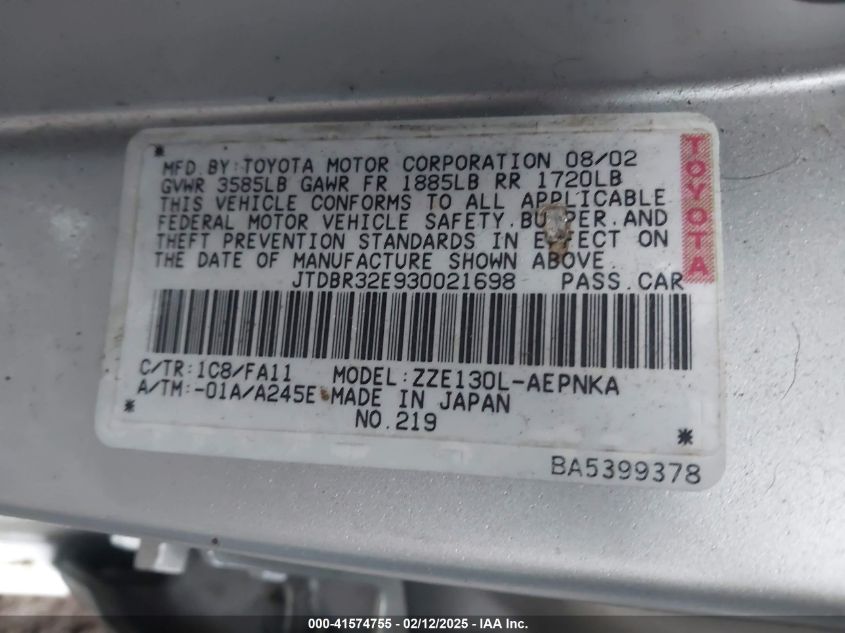 * MFD.BY:TOYOTA MOTOR CORPORATION 08/02
GVWR 3585LB GAWR FR 1885LB RR 1720LB
THIS VEHICLE CONFORMS TO ALL APPLICABLE
FEDERAL MOTOR VEHICLE SAFETY, BUMPER, AND
THEFT PREVENTION STANDARDS IN EFFECT ON
THE DATE OF MANUFACTURE SHOWN ABOVE.
TOYOTA
JTDBR32E930021698 PASS.CAR
C/TR:1C8/FA11 MODEL:ZZE130L-AEPNKA
A/TM:-01A/A245E MADE IN JAPAN
* NO.219 *
BA5399378
000-41574755 - 02/12/2025 - IAA Inc.